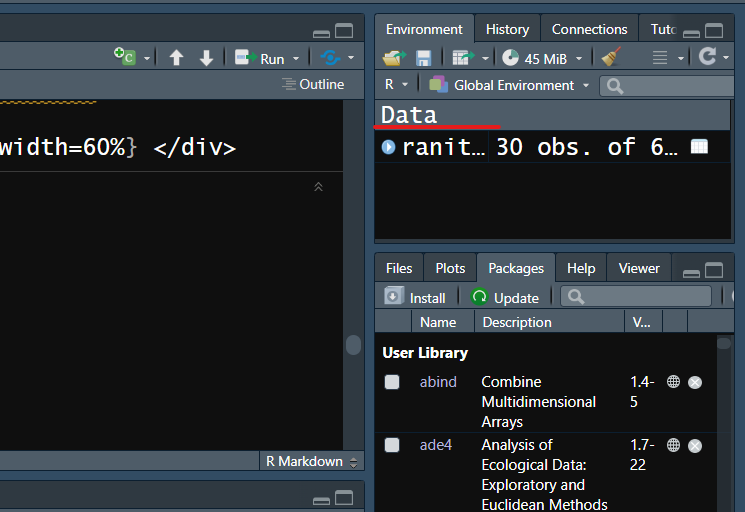 Environment History Connections Tuto
Run
45 MiB
Outline
R Global Environment
Data
width=60%} </div>
ranit... 30 obs. of 6...
Files Plots Packages Help Viewer
Install Update
Name Description V...
User Library
abind Combine Multidimensional Arrays 1.4-5
ade4 Analysis of Ecological Data: Exploratory and Euclidean Methods 1.7-22
R Markdown